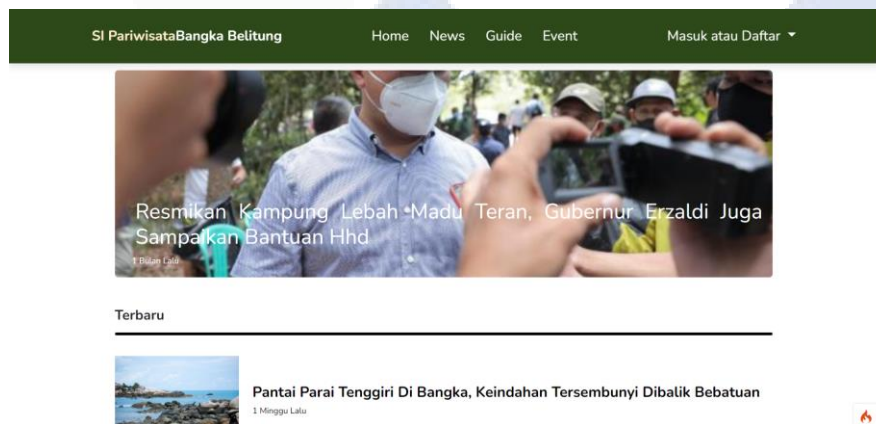 SI PariwisataBangka Belitung Home News Guide Event Masuk atau Daftar
Resmikan Kampung Lebah Madu Teran, Gubernur Erzaldi Juga
Sampaikan Bantuan Hhd
1 Bulan Lalu
Terbaru
Pantai Parai Tenggiri Di Bangka, Keindahan Tersembunyi Dibalik Bebatuan
1 Minggu Lalu